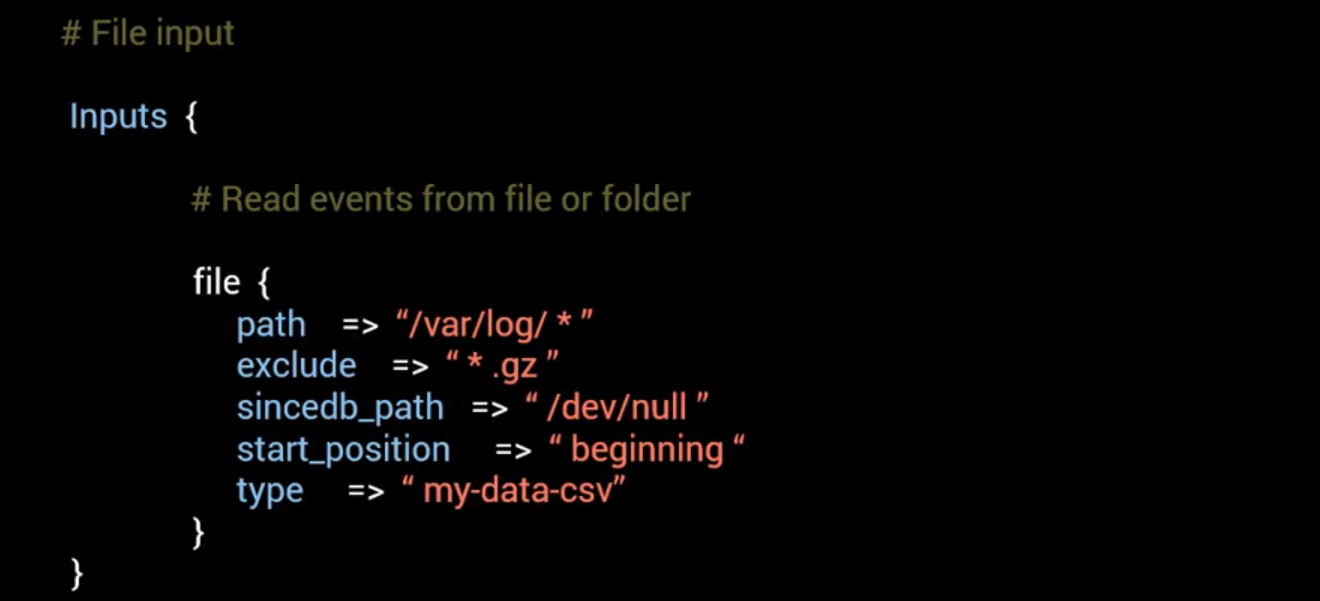 # File input
Inputs {
# Read events from file or folder
file {
path => “/var/log/ * ”
exclude => “ * .gz ”
sincedb_path => “ /dev/null ”
start_position => “ beginning “
type => “ my-data-csv”
}
}